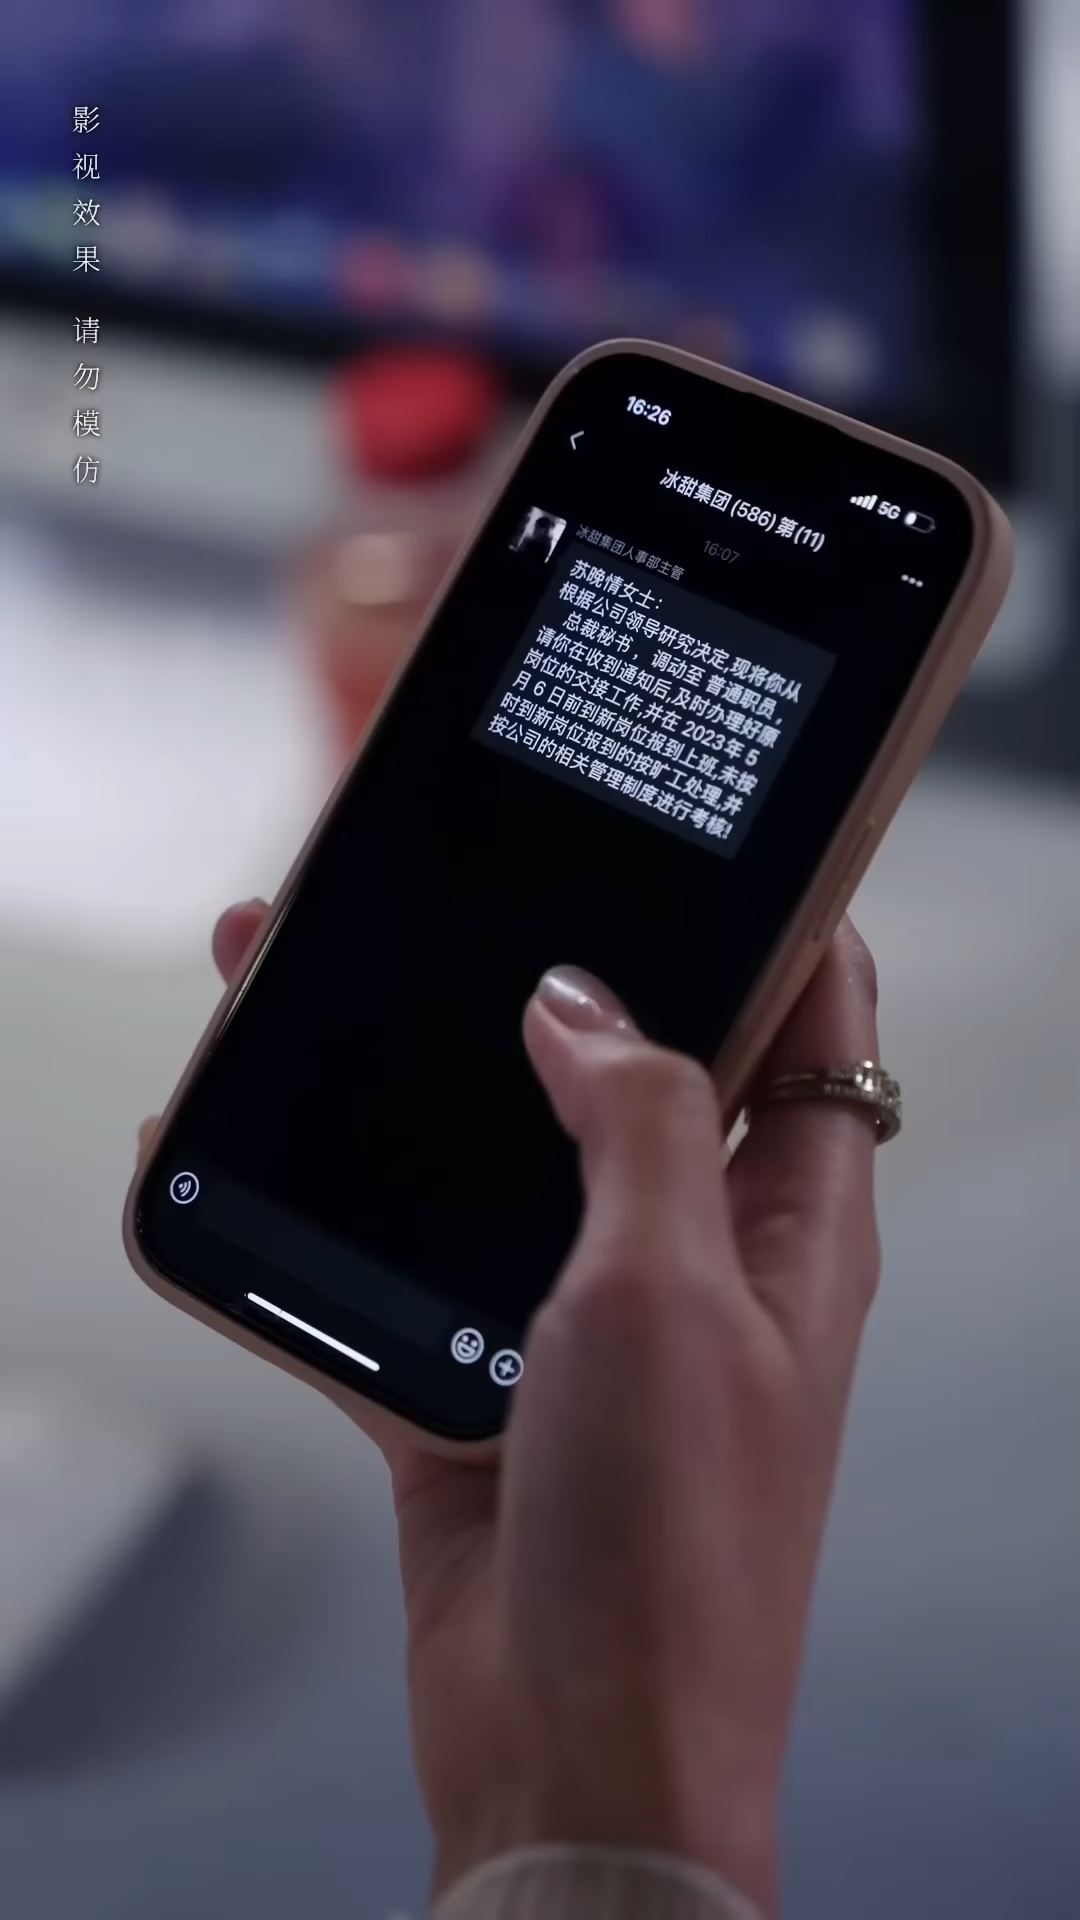 影视效果 请勿模仿
16:26
5G
冰甜集团(586)第(11)
16:07
冰甜集团人事部主管
苏晚情女士:
根据公司领导研究决定,现将你从
总裁秘书,调动至 普通职员,
请你在收到通知后,及时办理好原
岗位的交接工作,并在 2023年 5
月 6 日前到新岗位报到上班,未按
时到新岗位报到的按旷工处理,并
按公司的相关管理制度进行考核!